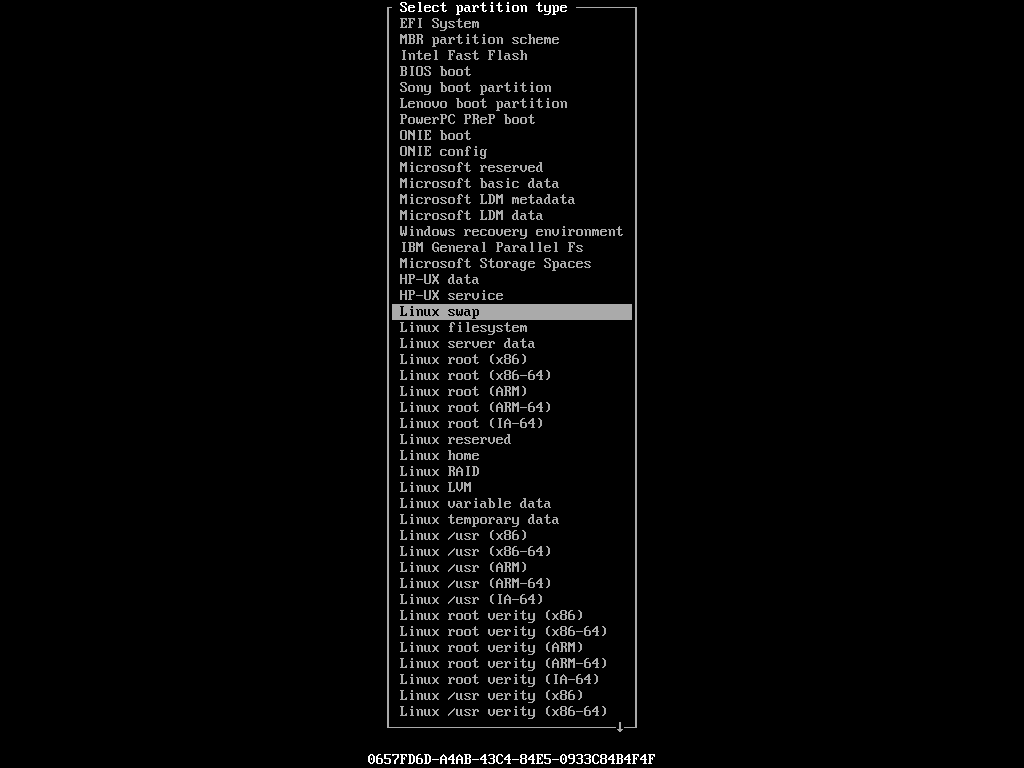 Select partition type
EFI System
MBR partition scheme
Intel Fast Flash
BIOS boot
Sony boot partition
Lenovo boot partition
PowerPC PReP boot
ONIE boot
ONIE config
Microsoft reserved
Microsoft basic data
Microsoft LDM metadata
Microsoft LDM data
Windows recovery environment
IBM General Parallel Fs
Microsoft Storage Spaces
HP-UX data
HP-UX service
Linux swap
Linux filesystem
Linux server data
Linux root (x86)
Linux root (x86-64)
Linux root (ARM)
Linux root (ARM-64)
Linux root (IA-64)
Linux reserved
Linux home
Linux RAID
Linux LVM
Linux variable data
Linux temporary data
Linux /usr (x86)
Linux /usr (x86-64)
Linux /usr (ARM)
Linux /usr (ARM-64)
Linux /usr (IA-64)
Linux root verity (x86)
Linux root verity (x86-64)
Linux root verity (ARM)
Linux root verity (ARM-64)
Linux root verity (IA-64)
Linux /usr verity (x86)
Linux /usr verity (x86-64)
0657FD6D-A4AB-43C4-84E5-0933C84B4F4F